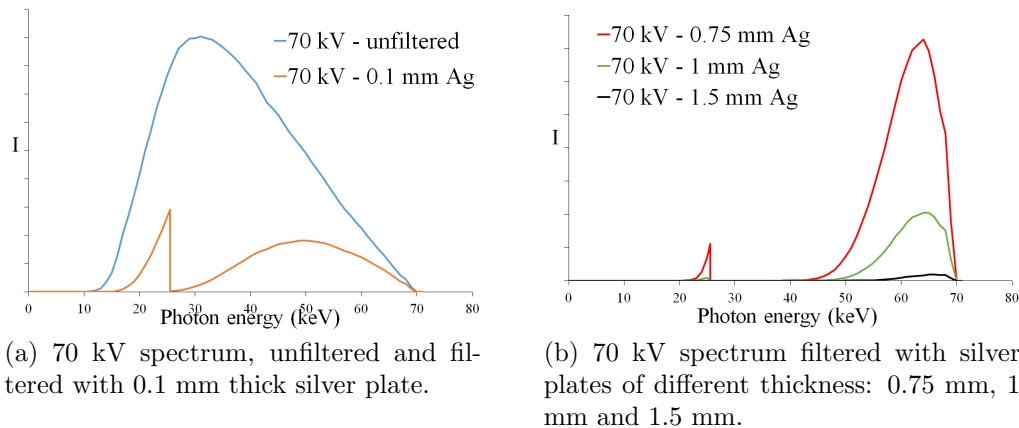 70 kV - unfiltered
70 kV - 0.1 mm Ag
I
0 10 20 30 40 50 60 70 80
Photon energy (keV)
(a) 70 kV spectrum, unfiltered and fil-
tered with 0.1 mm thick silver plate.
70 kV - 0.75 mm Ag
70 kV - 1 mm Ag
70 kV - 1.5 mm Ag
I
0 10 20 30 40 50 60 70 80
Photon energy (keV)
(b) 70 kV spectrum filtered with silver
plates of different thickness: 0.75 mm, 1
mm and 1.5 mm.